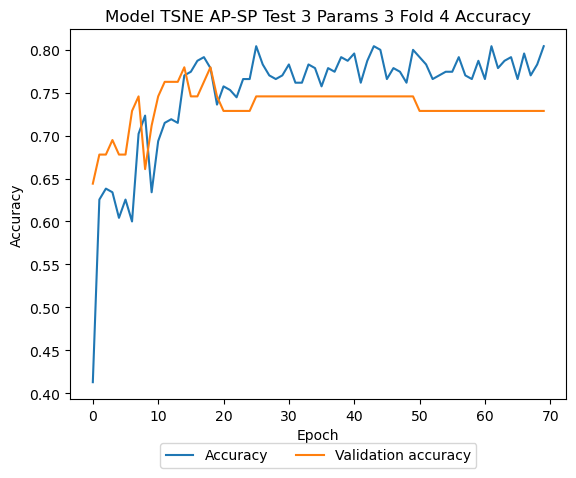 Model TSNE AP-SP Test 3 Params 3 Fold 4 Accuracy
0.80
0.75
0.70
0.65
0.60
0.55
0.50
0.45
0.40
Accuracy
0 10 20 30 40 50 60 70
Epoch
Accuracy Validation accuracy